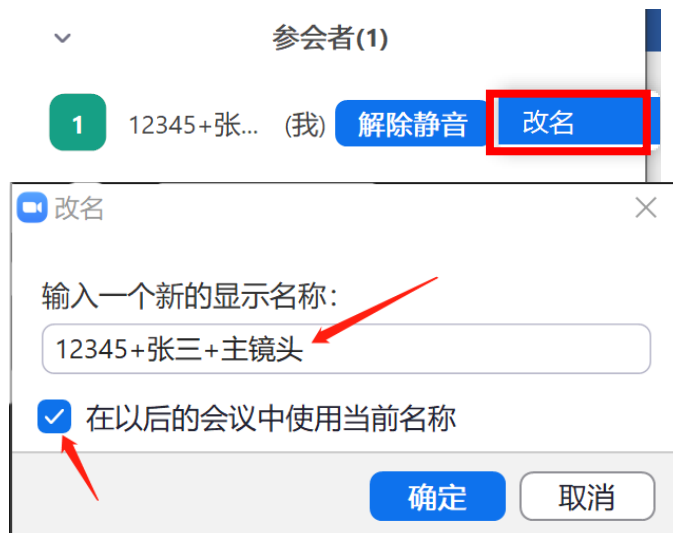 参会者(1)
1 12345+张... (我) 解除静音 改名
改名
输入一个新的显示名称：
12345+张三+主镜头
在以后的会议中使用当前名称
确定 取消